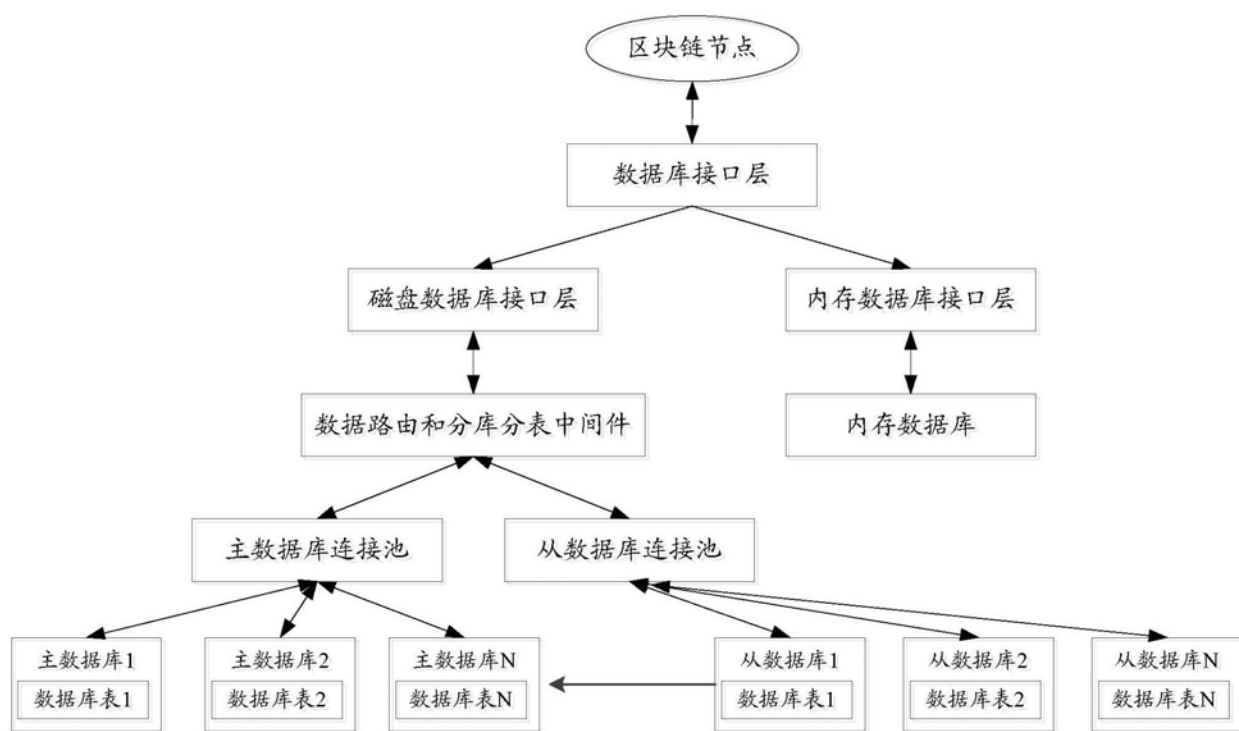 区块链节点
数据库接口层
磁盘数据库接口层
内存数据库接口层
数据路由和分库分表中间件
内存数据库
主数据库连接池
从数据库连接池
主数据库1
主数据库2
主数据库N
从数据库1
从数据库2
从数据库N
数据库表1
数据库表2
数据库表N
数据库表1
数据库表2
数据库表N